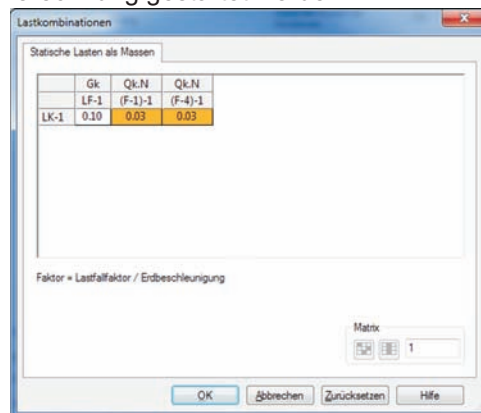 Lastkombinationen
Statische Lasten als Massen
Gk Qk.N Qk.N
LF-1 (F-1)-1 (F-4)-1
LK-1 0.10 0.03 0.03
Faktor = Lastfallfaktor / Erdbeschleunigung
Matrix
1
OK Abbrechen Zurücksetzen Hilfe